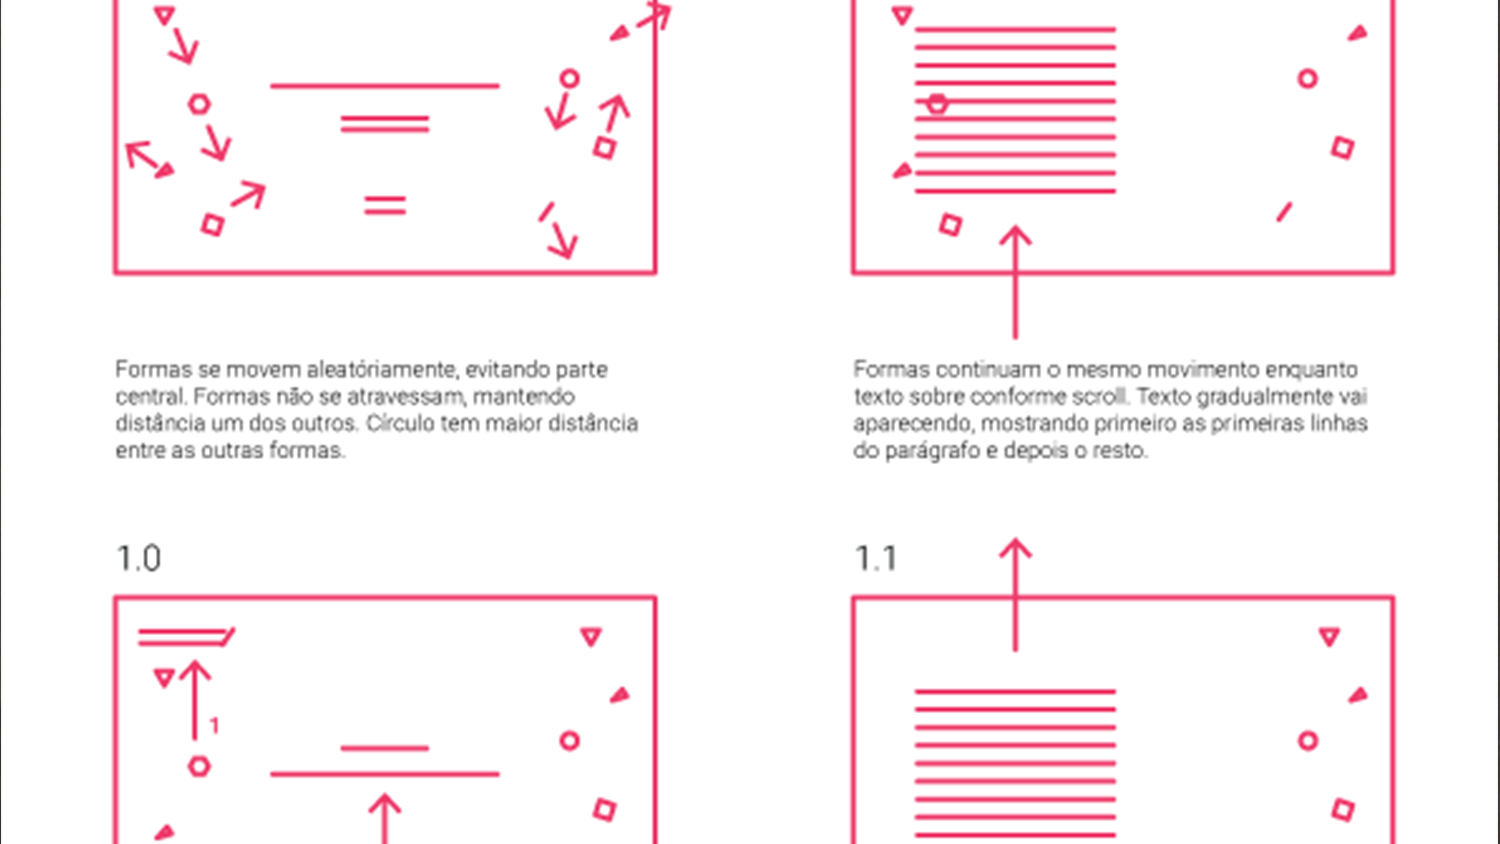 Formas se movem aleatóriamente, evitando parte
central. Formas não se atravessam, mantendo
distância um dos outros. Círculo tem maior distância
entre as outras formas.
Formas continuam o mesmo movimento enquanto
texto sobre conforme scroll. Texto gradualmente vai
aparecendo, mostrando primeiro as primeiras linhas
do parágrafo e depois o resto.
1.0
1.1
1